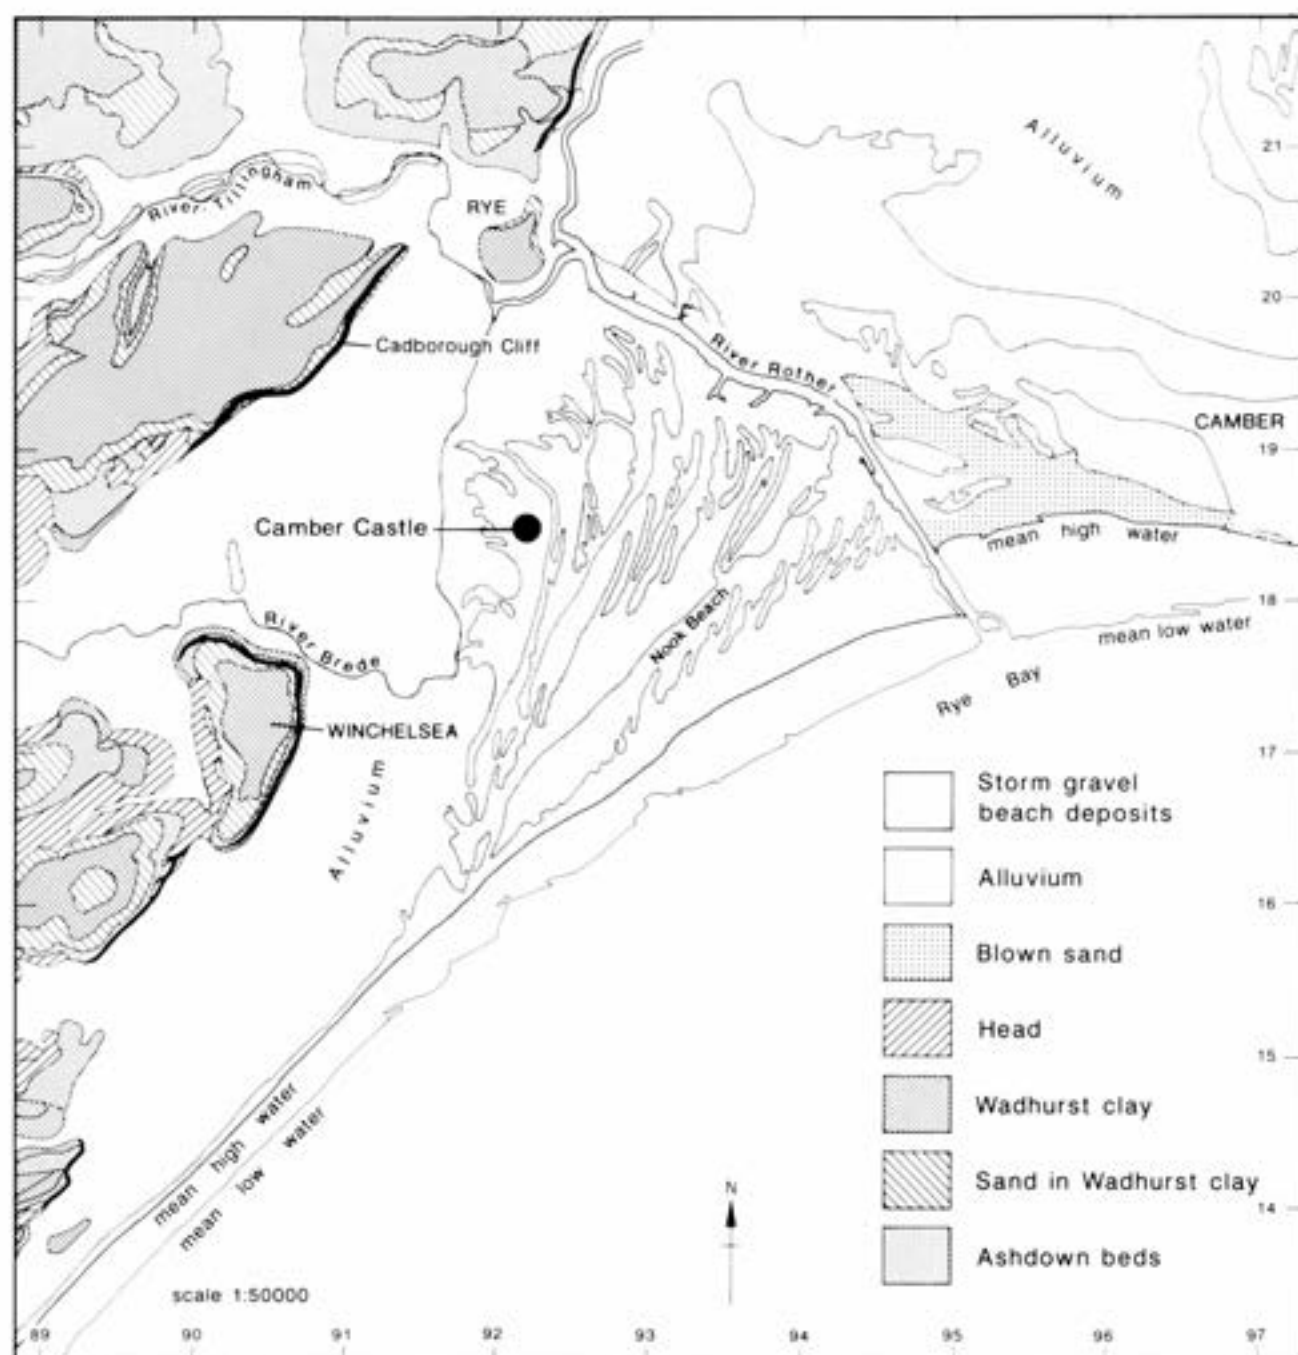 Alluvium
21
River Tillingham
RYE
20
Cadborough Cliff
River Rother
CAMBER
19
Camber Castle
mean high water
18
River Brede
Nook Beach
mean low water
Rye Bay
WINCHELSEA
17
Alluvium
Storm gravel
beach deposits
Alluvium
16
Blown sand
Head
15
Wadhurst clay
mean high water
mean low water
Sand in Wadhurst clay
N
14
Ashdown beds
scale 1:50000
89 90 91 92 93 94 95 96 97